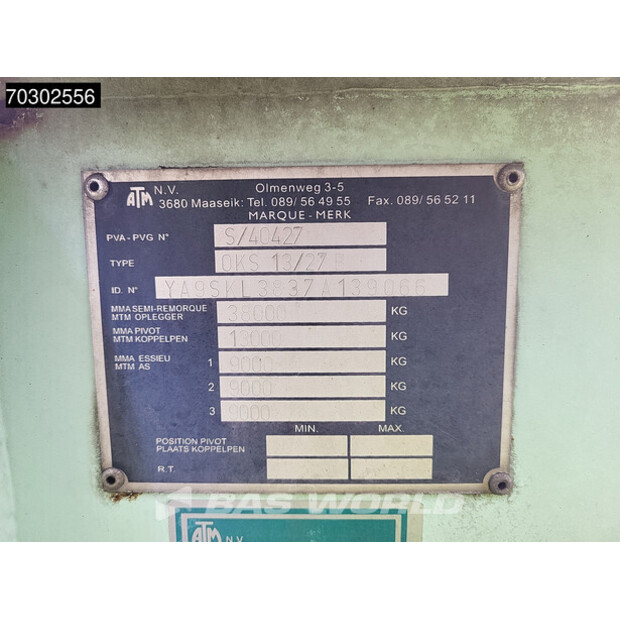 70302556
ATM N.V. Olmenweg 3-5
3680 Maaseik: Tel. 089/ 56 49 55 Fax. 089/ 56 52 11
MARQUE - MERK
PVA - PVG N° S/40427
TYPE OKS 13/27
ID. N° YA9SKL3837A139066
MMA SEMI-REMORQUE
MTM OPLEGGER 38000 KG
MMA PIVOT
MTM KOPPELPEN 13000 KG
MMA ESSIEU
MTM AS 1 9000 KG
2 9000 KG
3 9000 KG
MIN. MAX.
POSITION PIVOT
PLAATS KOPPELPEN
R.T.
BAS WORLD
ATM N.V.